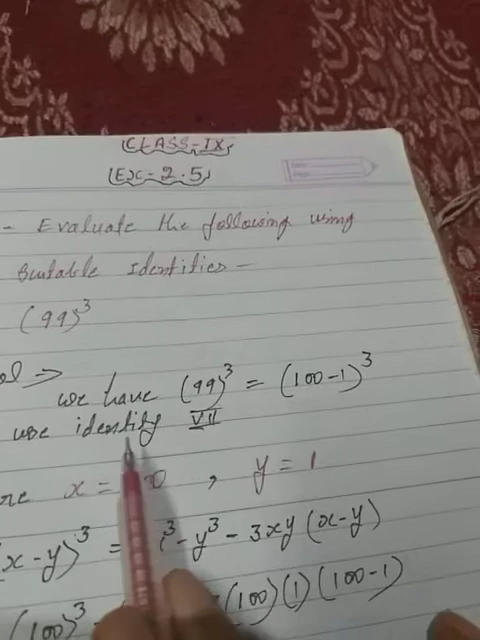 CLASS-IX
Ex-2.5
- Evaluate the following using
Suitable Identities -
(99)³
we have (99)³ = (100-1)³
use identity VII
x = , y = 1
(x-y)³ = ³-y³-3xy(x-y)
(100)³ (100)(1)(100-1)